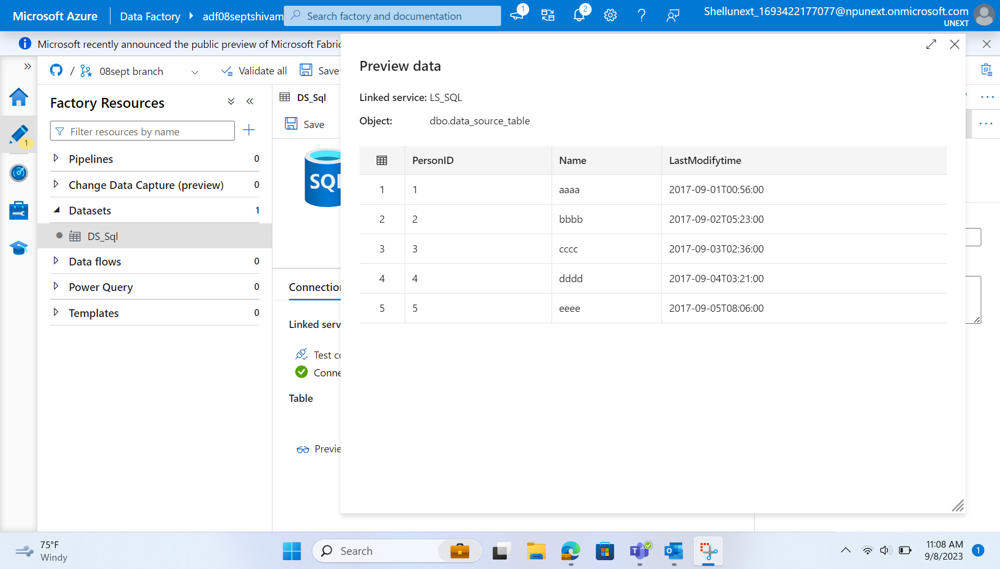 Microsoft Azure
Data Factory
adf08septshivam
Search factory and documentation
1
2
Shellunext_1693422177077@npunext.onmicrosoft.com
UNEXT
Microsoft recently announced the public preview of Microsoft Fabric
/ 08sept branch
Validate all
Save
Factory Resources
Filter resources by name
1
Pipelines 0
Change Data Capture (preview) 0
Datasets 1
DS_Sql
Data flows 0
Power Query 0
Templates 0
DS_Sql
Save
SQL
Connection
Linked serv
Test co
Conne
Table
Previe
Preview data
Linked service: LS_SQL
Object: dbo.data_source_table
PersonID Name LastModifytime
1 1 aaaa 2017-09-01T00:56:00
2 2 bbbb 2017-09-02T05:23:00
3 3 cccc 2017-09-03T02:36:00
4 4 dddd 2017-09-04T03:21:00
5 5 eeee 2017-09-05T08:06:00
75°F
Windy
Search
11:08 AM
9/8/2023
1